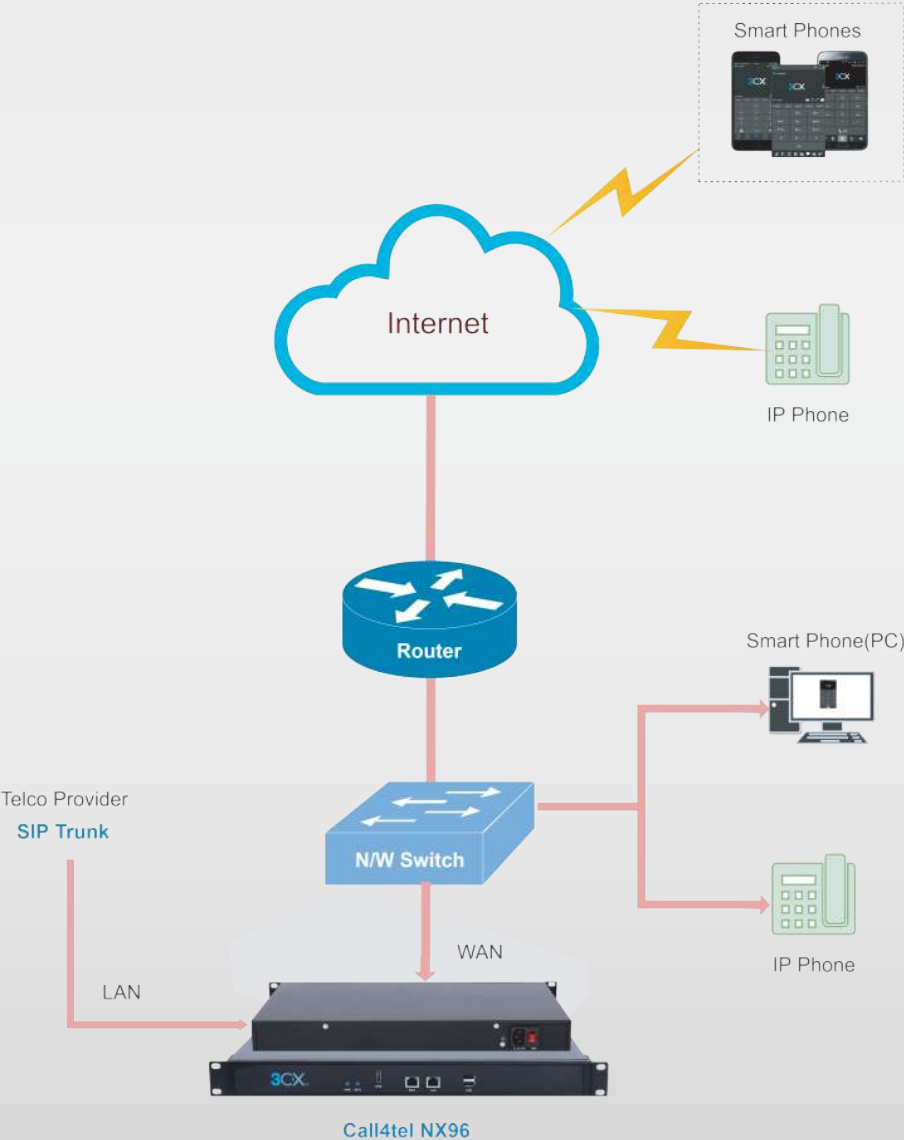 Smart Phones
3CX
3CX
3CX
Internet
IP Phone
Router
Smart Phone(PC)
Telco Provider
SIP Trunk
N/W Switch
WAN
IP Phone
LAN
3CX
Call4tel NX96